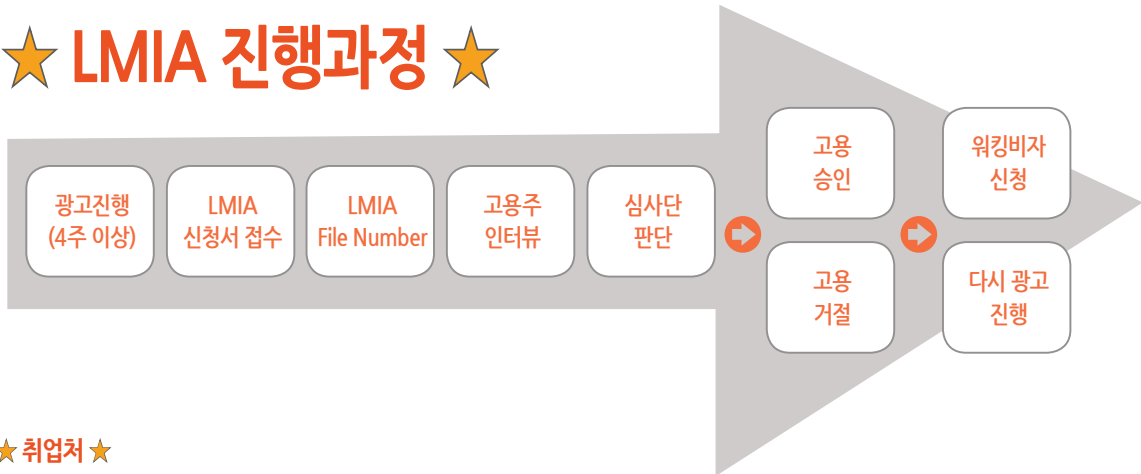 LMIA 진행과정
광고진행
(4주 이상)
LMIA
신청서 접수
LMIA
File Number
고용주
인터뷰
심사단
판단
고용
승인
고용
거절
워킹비자
신청
다시 광고
진행
취업처